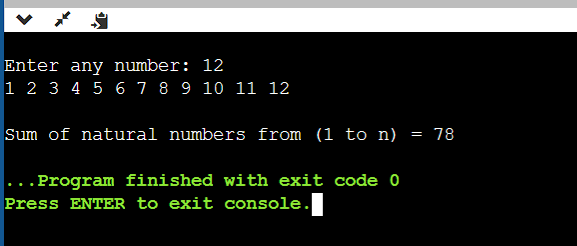 Enter any number: 12
1 2 3 4 5 6 7 8 9 10 11 12
Sum of natural numbers from (1 to n) = 78
...Program finished with exit code 0
Press ENTER to exit console.